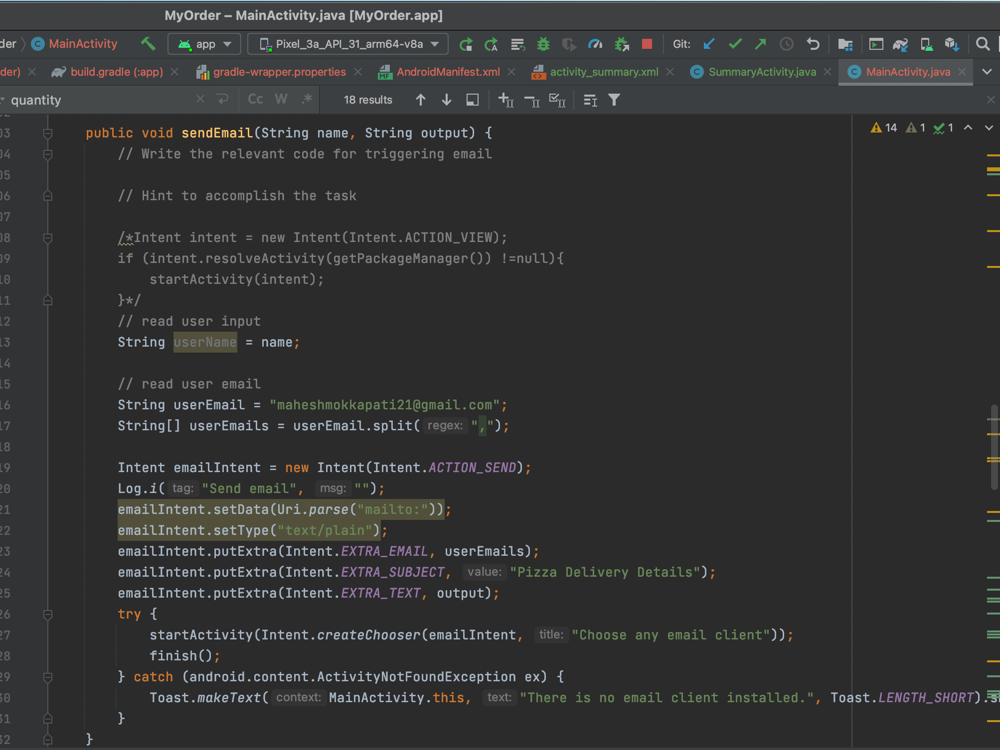 MyOrder – MainActivity.java [MyOrder.app]
der MainActivity app Pixel_3a_API_31_arm64-v8a Git:
der) build.gradle (:app) gradle-wrapper.properties AndroidManifest.xml activity_summary.xml SummaryActivity.java MainActivity.java
quantity Cc W .* 18 results
03 public void sendEmail(String name, String output) { 14 1 1
04 // Write the relevant code for triggering email
05
06 // Hint to accomplish the task
07
08 /*Intent intent = new Intent(Intent.ACTION_VIEW);
09 if (intent.resolveActivity(getPackageManager()) !=null){
10 startActivity(intent);
11 }*/
12 // read user input
13 String userName = name;
14
15 // read user email
16 String userEmail = "maheshmokkapati21@gmail.com";
17 String[] userEmails = userEmail.split( regex: ",");
18
19 Intent emailIntent = new Intent(Intent.ACTION_SEND);
20 Log.i( tag: "Send email", msg: "");
21 emailIntent.setData(Uri.parse("mailto:"));
22 emailIntent.setType("text/plain");
23 emailIntent.putExtra(Intent.EXTRA_EMAIL, userEmails);
24 emailIntent.putExtra(Intent.EXTRA_SUBJECT, value: "Pizza Delivery Details");
25 emailIntent.putExtra(Intent.EXTRA_TEXT, output);
26 try {
27 startActivity(Intent.createChooser(emailIntent, title: "Choose any email client"));
28 finish();
29 } catch (android.content.ActivityNotFoundException ex) {
30 Toast.makeText( context: MainActivity.this, text: "There is no email client installed.", Toast.LENGTH_SHORT).s
31 }
32 }